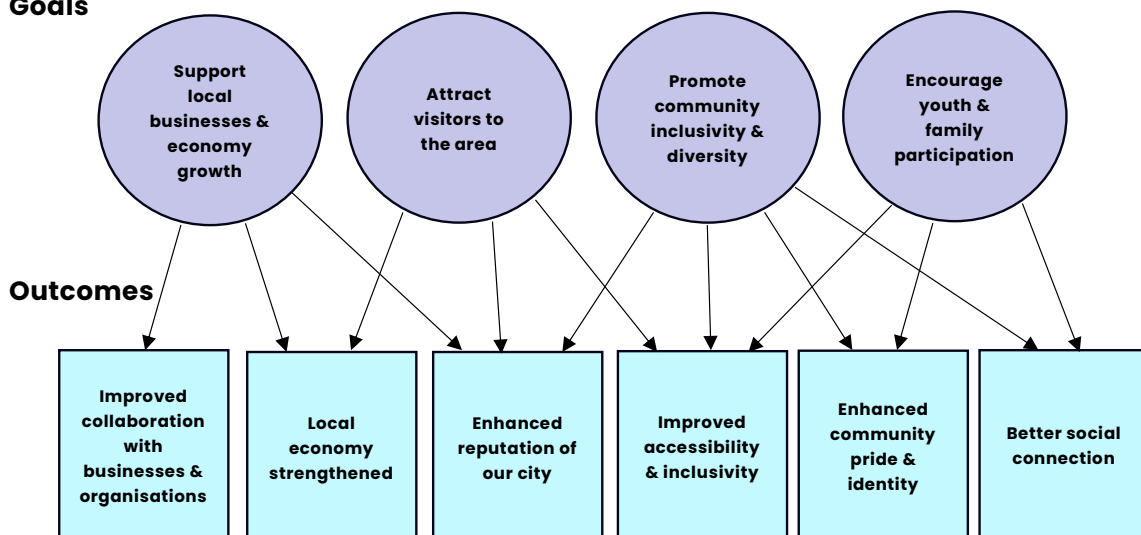 Goals
Support
local
businesses &
economy
growth
Attract
visitors to
the area
Promote
community
inclusivity &
diversity
Encourage
youth &
family
participation
Outcomes
Improved
collaboration
with
businesses &
organisations
Local
economy
strengthened
Enhanced
reputation of
our city
Improved
accessibility
& inclusivity
Enhanced
community
pride &
identity
Better social
connection